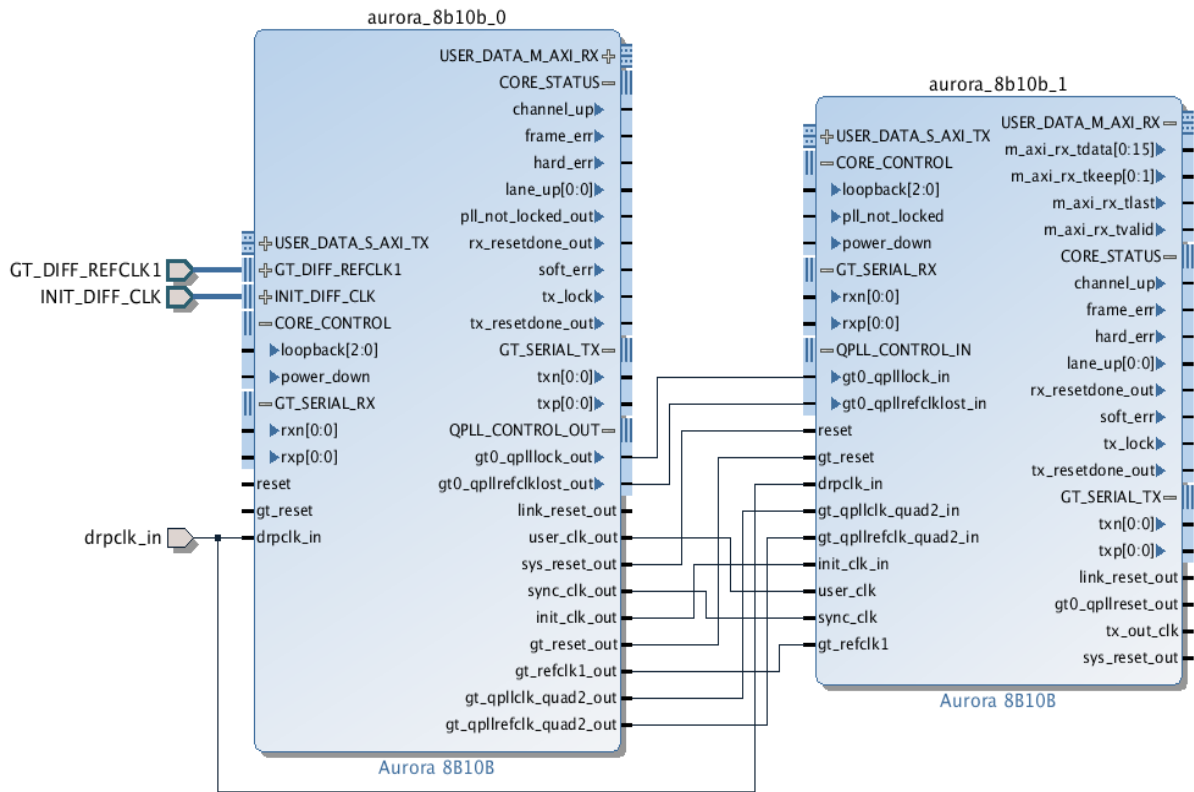 aurora_8b10b_0
USER_DATA_M_AXI_RX
CORE_STATUS
channel_up
frame_err
hard_err
lane_up[0:0]
pll_not_locked_out
rx_resetdone_out
soft_err
tx_lock
tx_resetdone_out
GT_SERIAL_TX
txn[0:0]
txp[0:0]
QPLL_CONTROL_OUT
gt0_qplllock_out
gt0_qpllrefclklost_out
link_reset_out
user_clk_out
sys_reset_out
sync_clk_out
init_clk_out
gt_reset_out
gt_refclk1_out
gt_qpllclk_quad2_out
gt_qpllrefclk_quad2_out
USER_DATA_S_AXI_TX
GT_DIFF_REFCLK1
INIT_DIFF_CLK
CORE_CONTROL
loopback[2:0]
power_down
GT_SERIAL_RX
rxn[0:0]
rxp[0:0]
reset
gt_reset
drpclk_in
GT_DIFF_REFCLK1
INIT_DIFF_CLK
drpclk_in
Aurora 8B10B
aurora_8b10b_1
USER_DATA_S_AXI_TX
CORE_CONTROL
loopback[2:0]
pll_not_locked
power_down
GT_SERIAL_RX
rxn[0:0]
rxp[0:0]
QPLL_CONTROL_IN
gt0_qplllock_in
gt0_qpllrefclklost_in
reset
gt_reset
drpclk_in
gt_qpllclk_quad2_in
gt_qpllrefclk_quad2_in
init_clk_in
user_clk
sync_clk
gt_refclk1
USER_DATA_M_AXI_RX
m_axi_rx_tdata[0:15]
m_axi_rx_tkeep[0:1]
m_axi_rx_tlast
m_axi_rx_tvalid
CORE_STATUS
channel_up
frame_err
hard_err
lane_up[0:0]
rx_resetdone_out
soft_err
tx_lock
tx_resetdone_out
GT_SERIAL_TX
txn[0:0]
txp[0:0]
link_reset_out
gt0_qpllreset_out
tx_out_clk
sys_reset_out
Aurora 8B10B